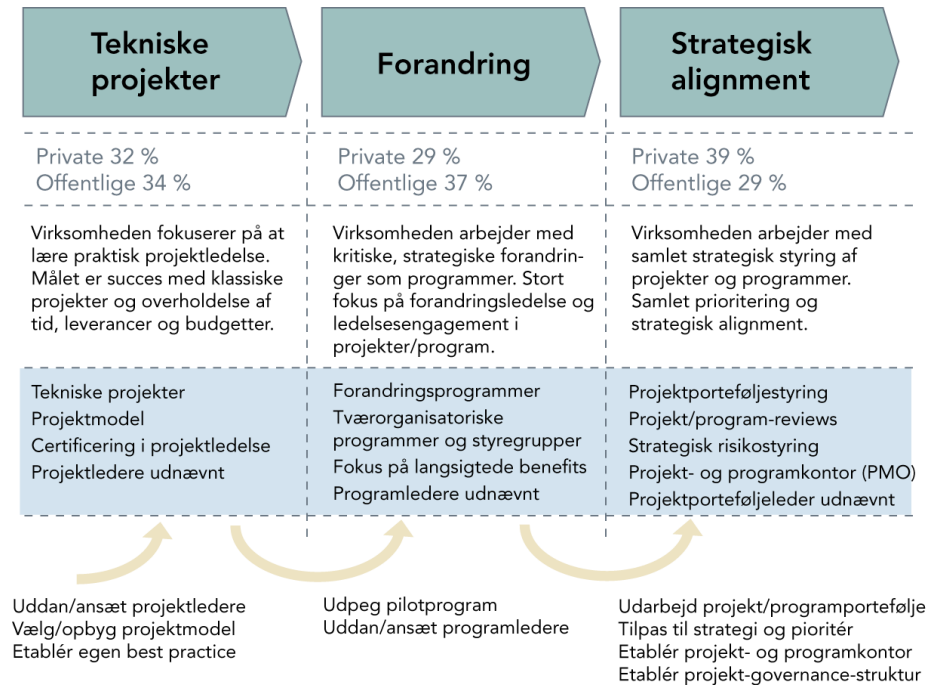 Tekniske
projekter
Forandring
Strategisk
alignment
Private 32 %
Offentlige 34 %
Private 29 %
Offentlige 37 %
Private 39 %
Offentlige 29 %
Virksomheden fokuserer på at
lære praktisk projektledelse.
Målet er succes med klassiske
projekter og overholdelse af
tid, leverancer og budgetter.
Virksomheden arbejder med
kritiske, strategiske forandrin-
ger som programmer. Stort
fokus på forandringsledelse og
ledelsesengagement i
projekter/program.
Virksomheden arbejder med
samlet strategisk styring af
projekter og programmer.
Samlet prioritering og
strategisk alignment.
Tekniske projekter
Projektmodel
Certificering i projektledelse
Projektledere udnævnt
Forandringsprogrammer
Tværorganisatoriske
programmer og styregrupper
Fokus på langsigtede benefits
Programledere udnævnt
Projektporteføljestyring
Projekt/program-reviews
Strategisk risikostyring
Projekt- og programkontor (PMO)
Projektporteføljeleder udnævnt
Uddan/ansæt projektledere
Vælg/opbyg projektmodel
Etablér egen best practice
Udpeg pilotprogram
Uddan/ansæt programledere
Udarbejd projekt/programportefølje
Tilpas til strategi og pioritér
Etablér projekt- og programkontor
Etablér projekt-governance-struktur